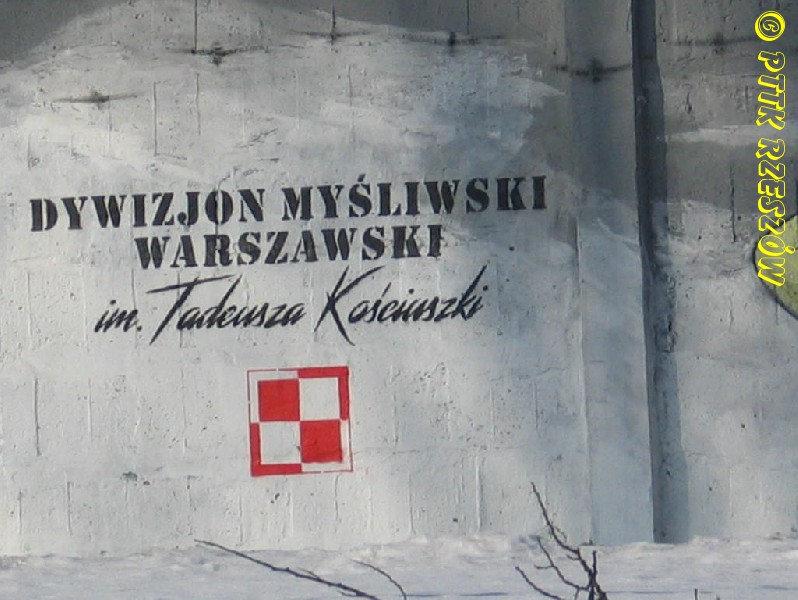 DYWIZJON MYŚLIWSKI
WARSZAWSKI
im. Tadeusza Kościuszki
© PTTK RZESZÓW